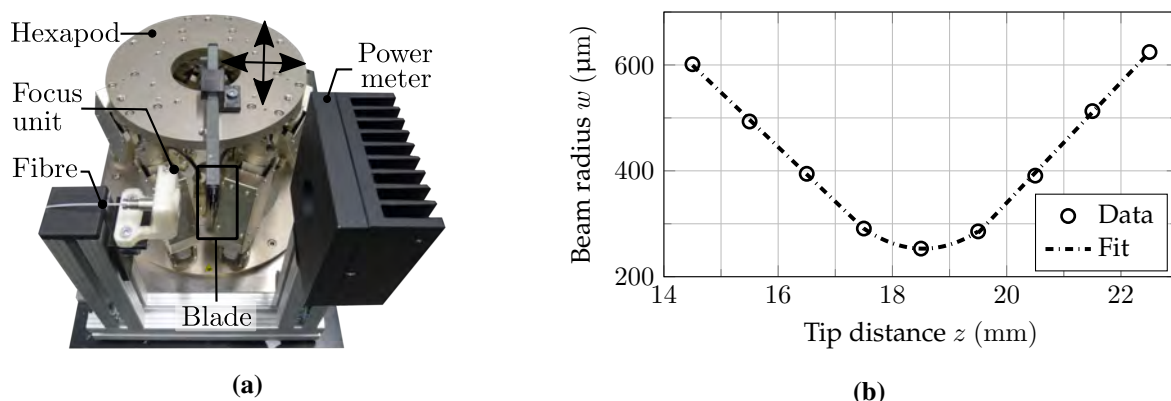 Hexapod
Focus
unit
Fibre
Power
meter
Blade
(a)
Beam radius w (µm)
600
400
200
14
16
18
20
22
Data
Fit
Tip distance z (mm)
(b)